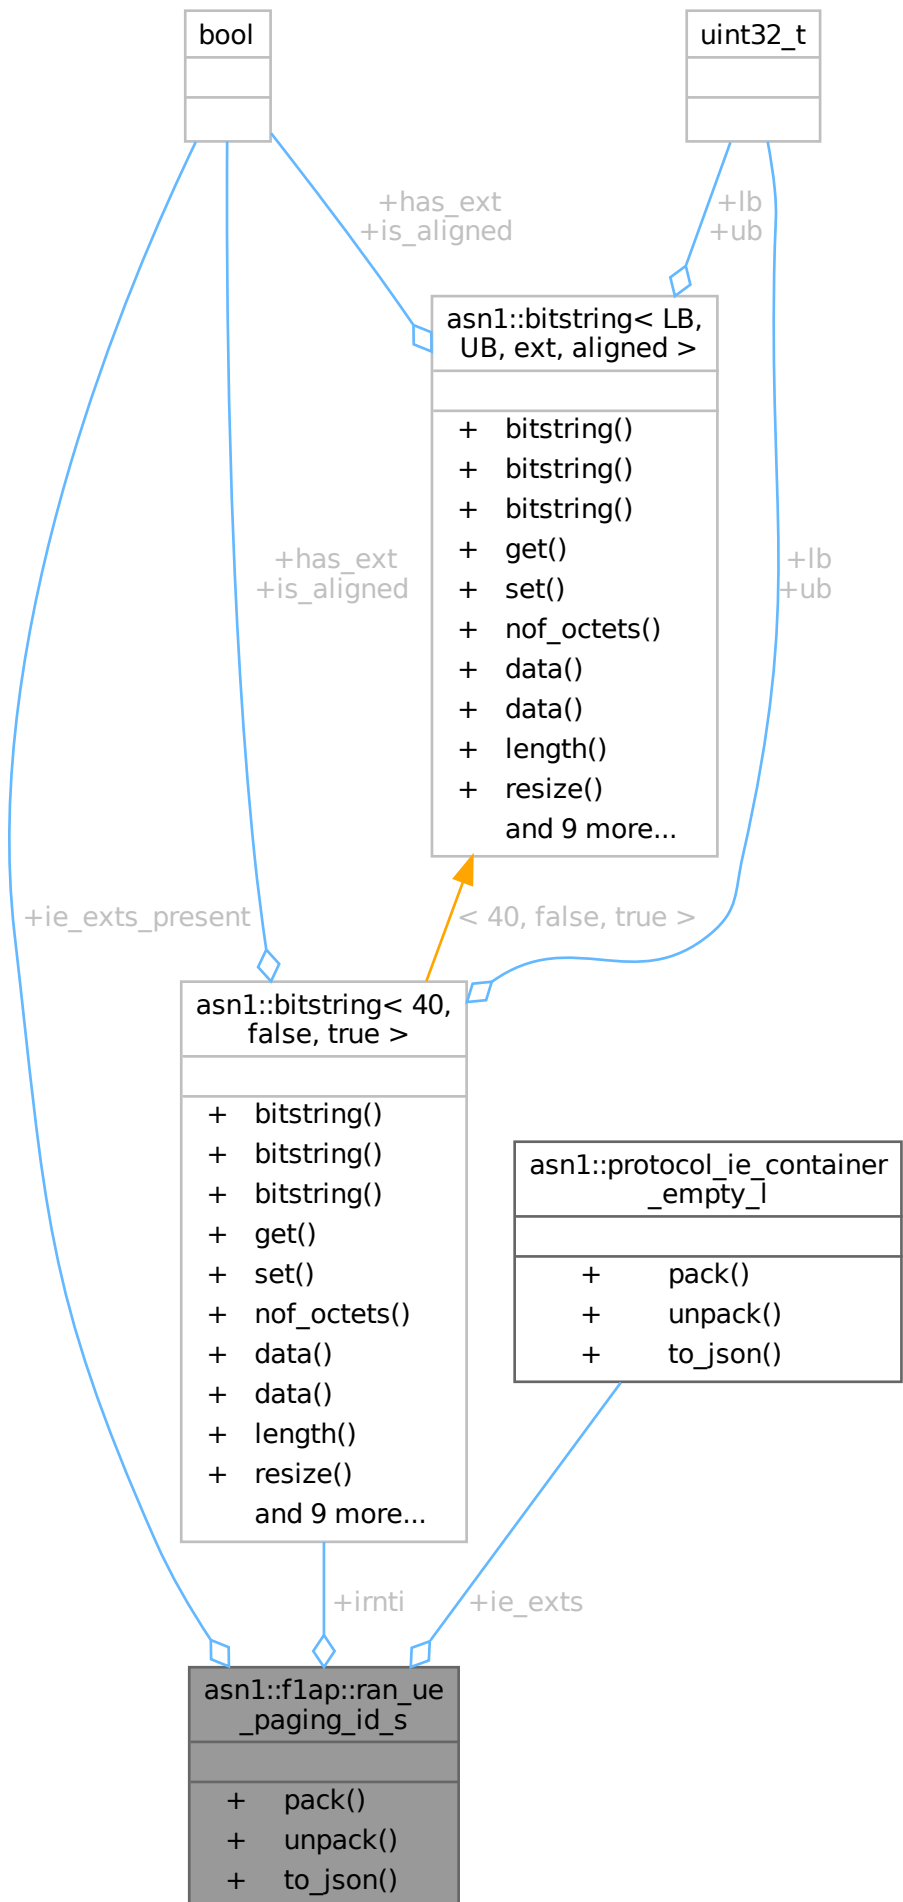 bool
uint32_t
+has_ext
+is_aligned
+lb
+ub
asn1::bitstring< LB,
UB, ext, aligned >
+ bitstring()
+ bitstring()
+ bitstring()
+ get()
+ set()
+ nof_octets()
+ data()
+ data()
+ length()
+ resize()
and 9 more...
+has_ext
+is_aligned
+lb
+ub
+ie_exts_present
< 40, false, true >
asn1::bitstring< 40,
false, true >
+ bitstring()
+ bitstring()
+ bitstring()
+ get()
+ set()
+ nof_octets()
+ data()
+ data()
+ length()
+ resize()
and 9 more...
asn1::protocol_ie_container
_empty_l
+ pack()
+ unpack()
+ to_json()
+irnti
+ie_exts
asn1::f1ap::ran_ue
_paging_id_s
+ pack()
+ unpack()
+ to_json()